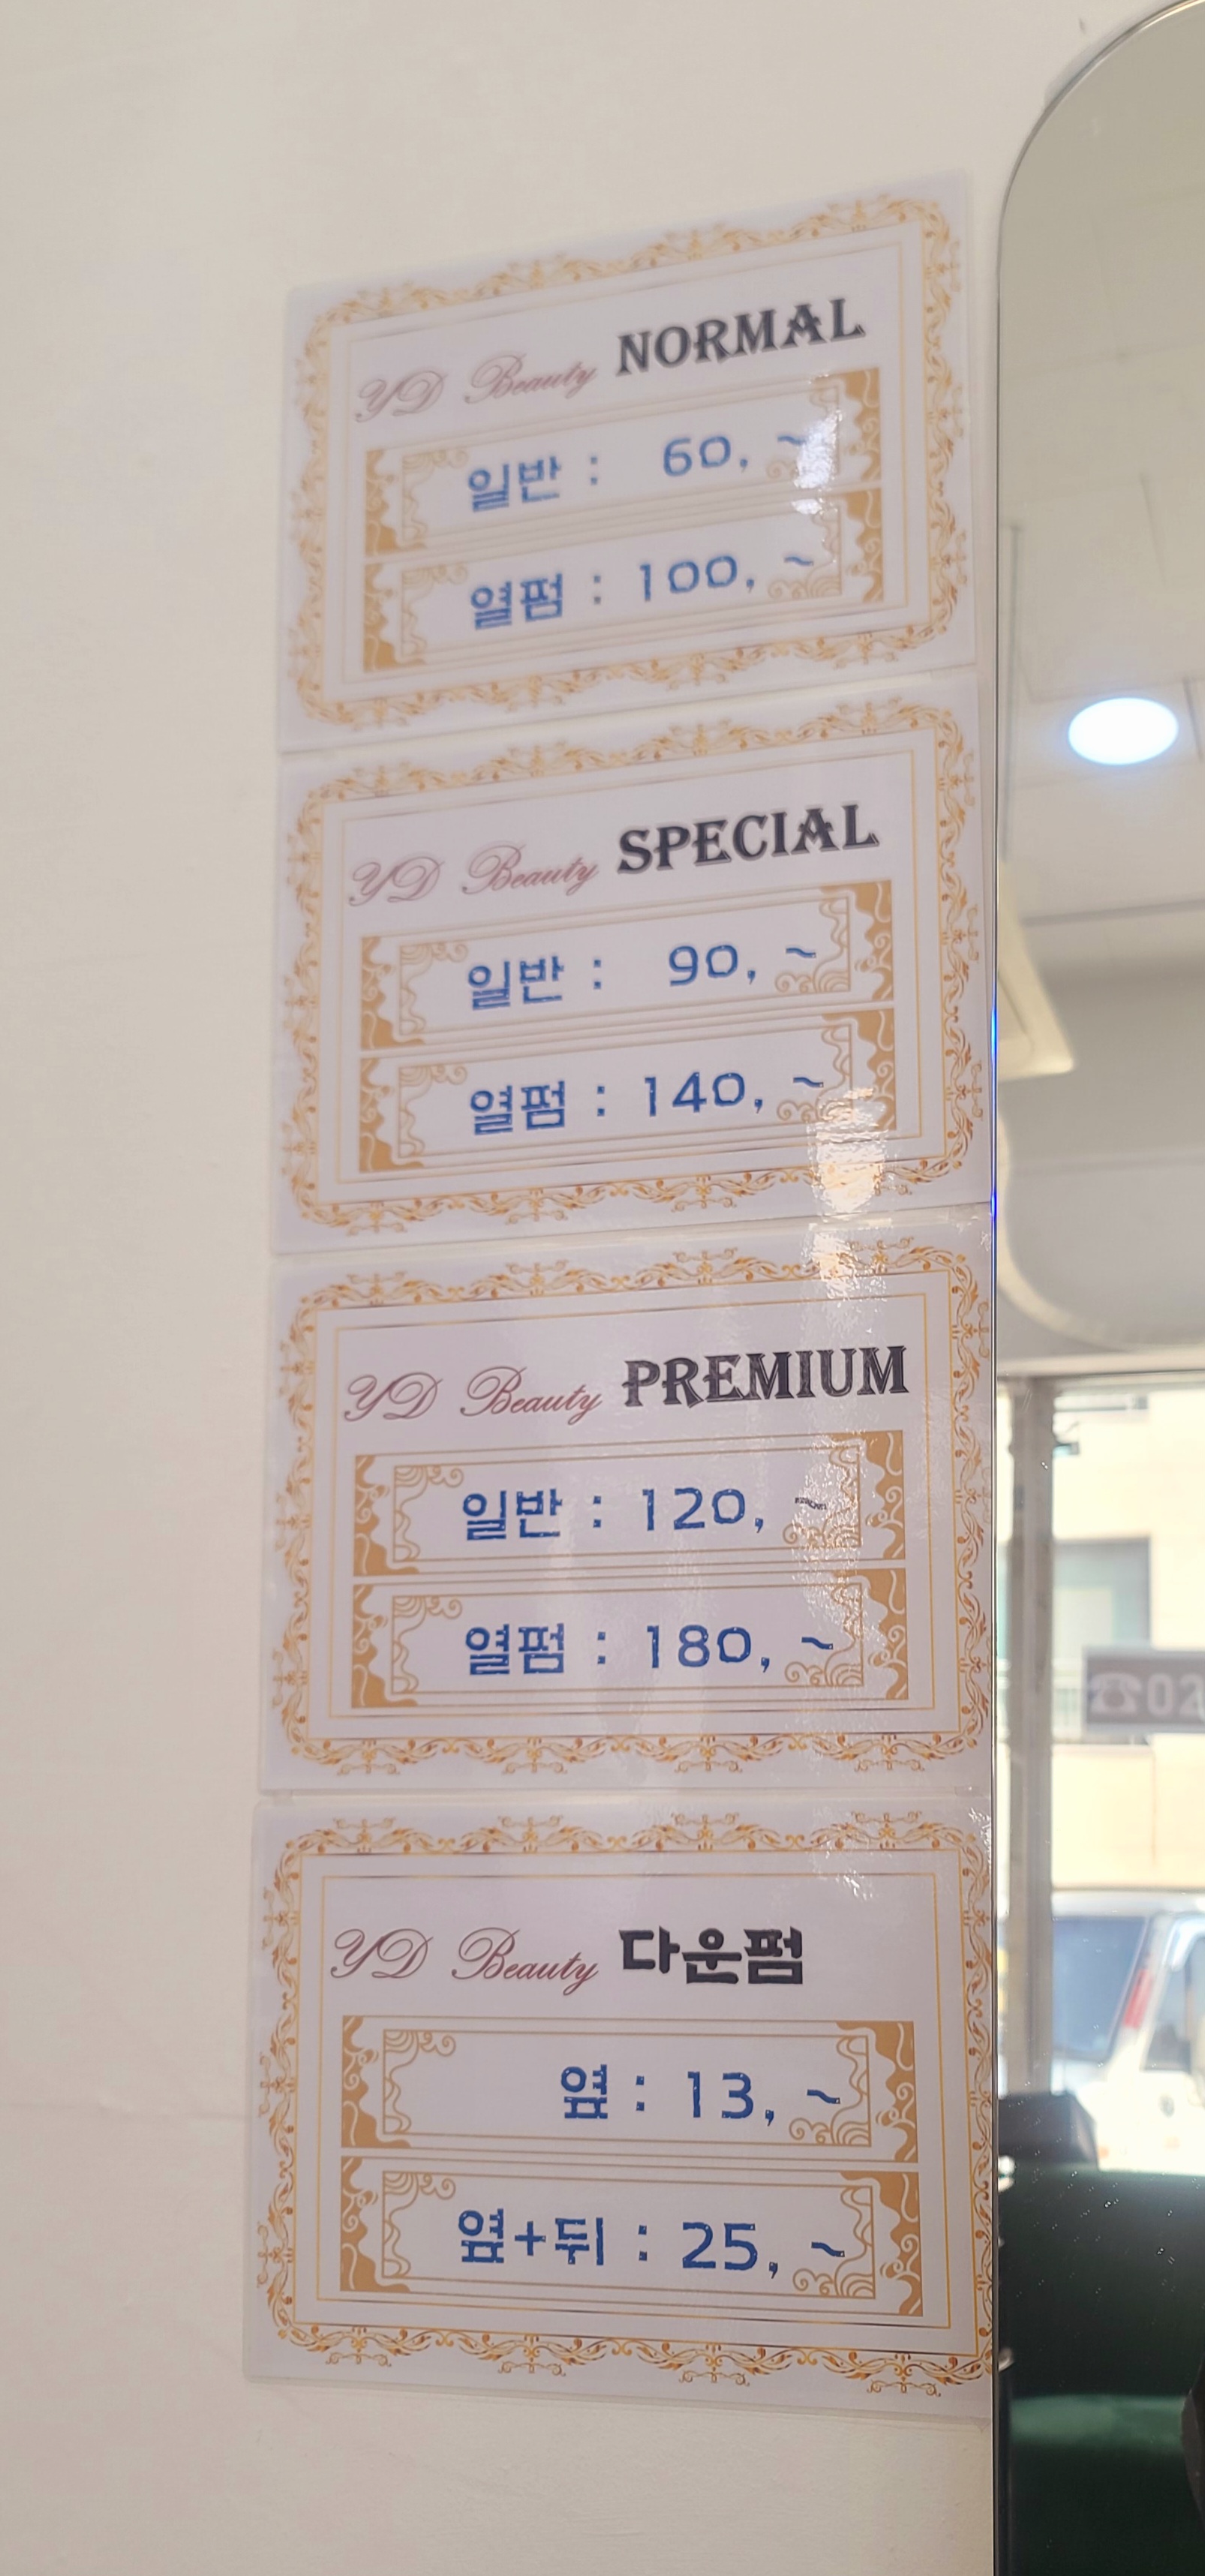 YD Beauty NORMAL
일반 : 60, ~
열펌 : 100, ~
YD Beauty SPECIAL
일반 : 90, ~
열펌 : 140, ~
YD Beauty PREMIUM
일반 : 120, ~
열펌 : 180, ~
YD Beauty 다운펌
옆 : 13, ~
옆+뒤 : 25, ~
☎02